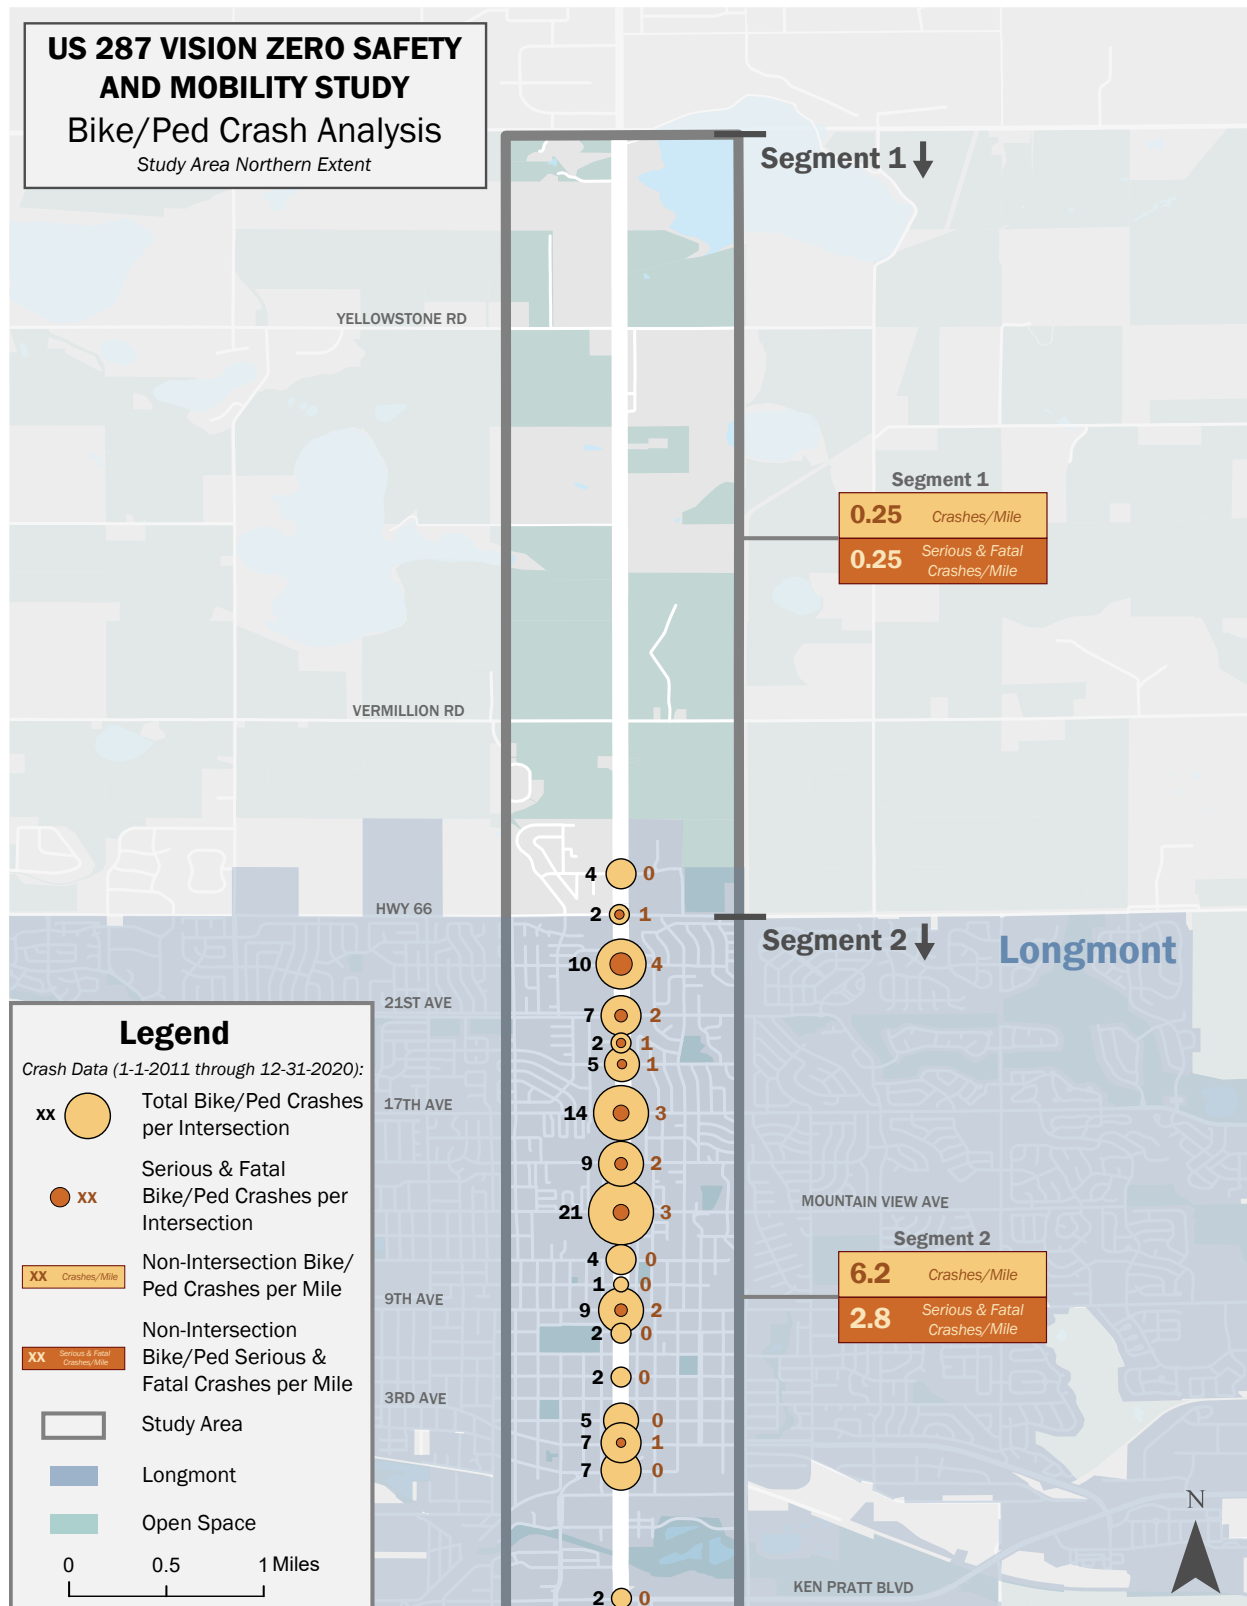 US 287 VISION ZERO SAFETY
AND MOBILITY STUDY
Bike/Ped Crash Analysis
Study Area Northern Extent
Segment 1
YELLOWSTONE RD
Segment 1
0.25 Crashes/Mile
0.25 Serious & Fatal
Crashes/Mile
VERMILLION RD
4 0
HWY 66
2 1
Segment 2
Longmont
10 4
21ST AVE
7 2
2 1
5 1
17TH AVE
14 3
9 2
MOUNTAIN VIEW AVE
21 3
Segment 2
6.2 Crashes/Mile
2.8 Serious & Fatal
Crashes/Mile
4 0
1 0
9TH AVE
9 2
2 0
2 0
3RD AVE
5 0
7 1
7 0
N
KEN PRATT BLVD
2 0
Legend
Crash Data (1-1-2011 through 12-31-2020):
xx Total Bike/Ped Crashes
per Intersection
xx Serious & Fatal
Bike/Ped Crashes per
Intersection
XX Crashes/Mile
Non-Intersection Bike/
Ped Crashes per Mile
XX Serious & Fatal
Crashes/Mile
Non-Intersection
Bike/Ped Serious &
Fatal Crashes per Mile
Study Area
Longmont
Open Space
0 0.5 1 Miles